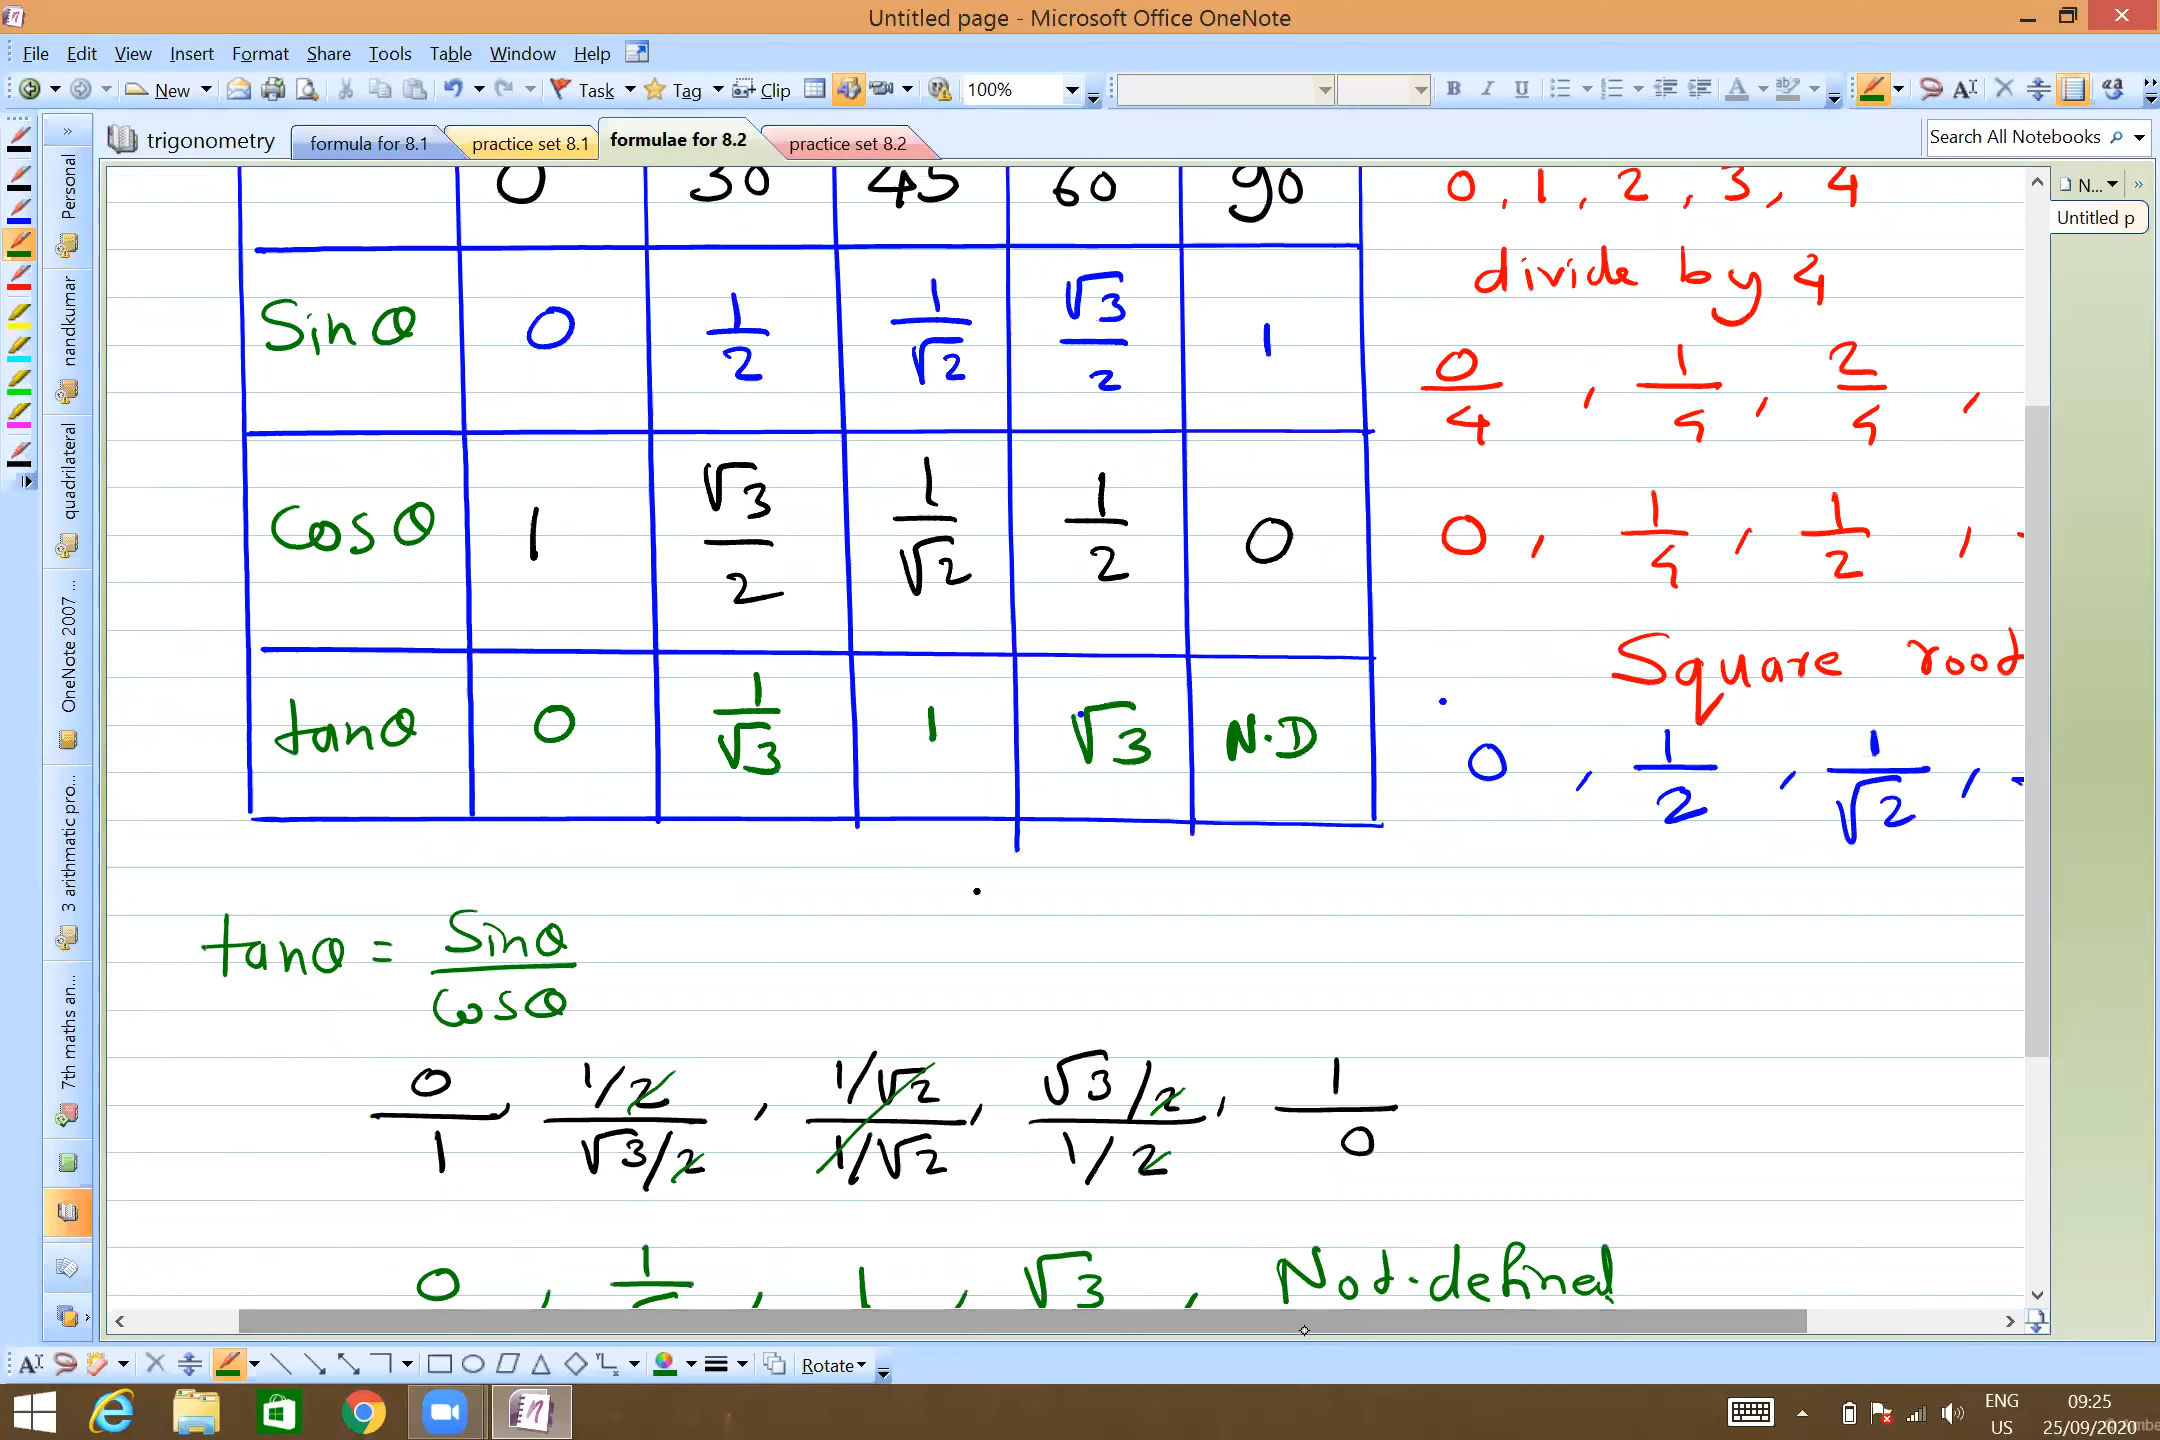 Untitled page - Microsoft Office OneNote
File Edit View Insert Format Share Tools Table Window Help
New Task Tag Clip 100% B I U
trigonometry formula for 8.1 practice set 8.1 formulae for 8.2 practice set 8.2 Search All Notebooks
N...
Untitled p
Personal
nandkumar
quadrilateral
OneNote 2007 ...
3 arithmatic pro...
7th maths an...
0 30 45 60 90
Sinθ 0 1/2 1/√2 √3/2 1
Cosθ 1 √3/2 1/√2 1/2 0
tanθ 0 1/√3 1 √3 N.D
0, 1, 2, 3, 4
divide by 4
0/4, 1/4, 2/4,
0, 1/4, 1/2,
Square root
0, 1/2, 1/√2,
tanθ = Sinθ/Cosθ
0/1, 1/2 / √3/2, 1/√2 / 1/√2, √3/2 / 1/2, 1/0
0, 1/, 1, √3, Not-defined
Rotate
ENG 09:25
US 25/09/2020